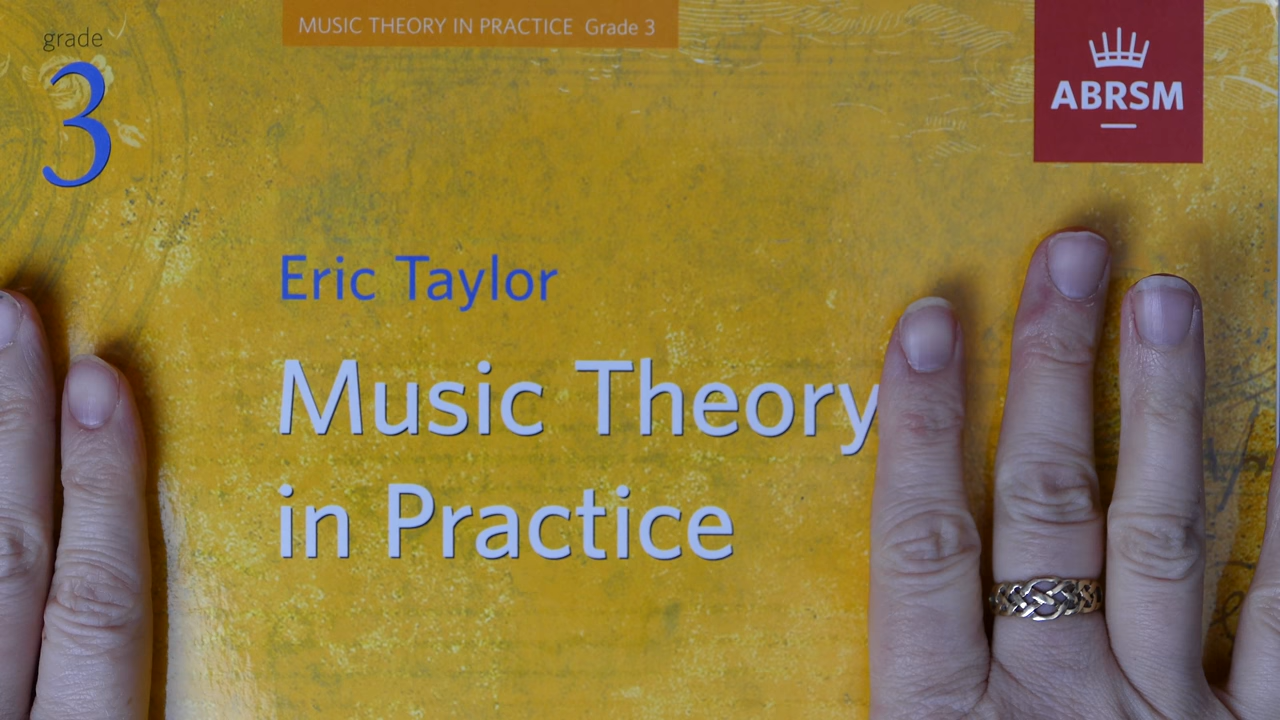 MUSIC THEORY IN PRACTICE Grade 3
grade
3
ABRSM
Eric Taylor
Music Theory
in Practice